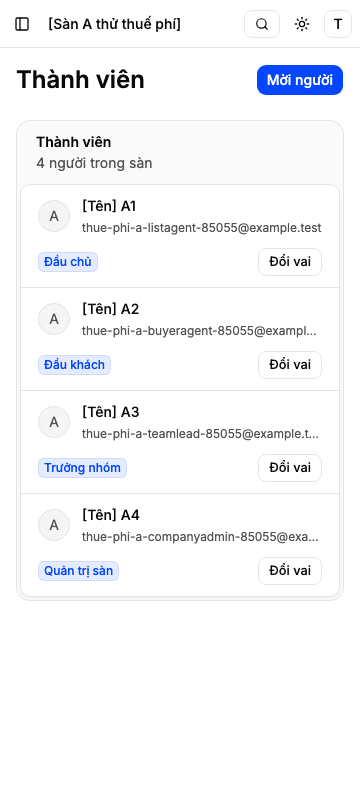 [Sàn A thử thuế phí]
T
Thành viên
Mời người
Thành viên
4 người trong sàn
A
[Tên] A1
thue-phi-a-listagent-85055@example.test
Đầu chủ
Đổi vai
A
[Tên] A2
thue-phi-a-buyeragent-85055@exampl...
Đầu khách
Đổi vai
A
[Tên] A3
thue-phi-a-teamlead-85055@example.t...
Trưởng nhóm
Đổi vai
A
[Tên] A4
thue-phi-a-companyadmin-85055@exa...
Quản trị sàn
Đổi vai